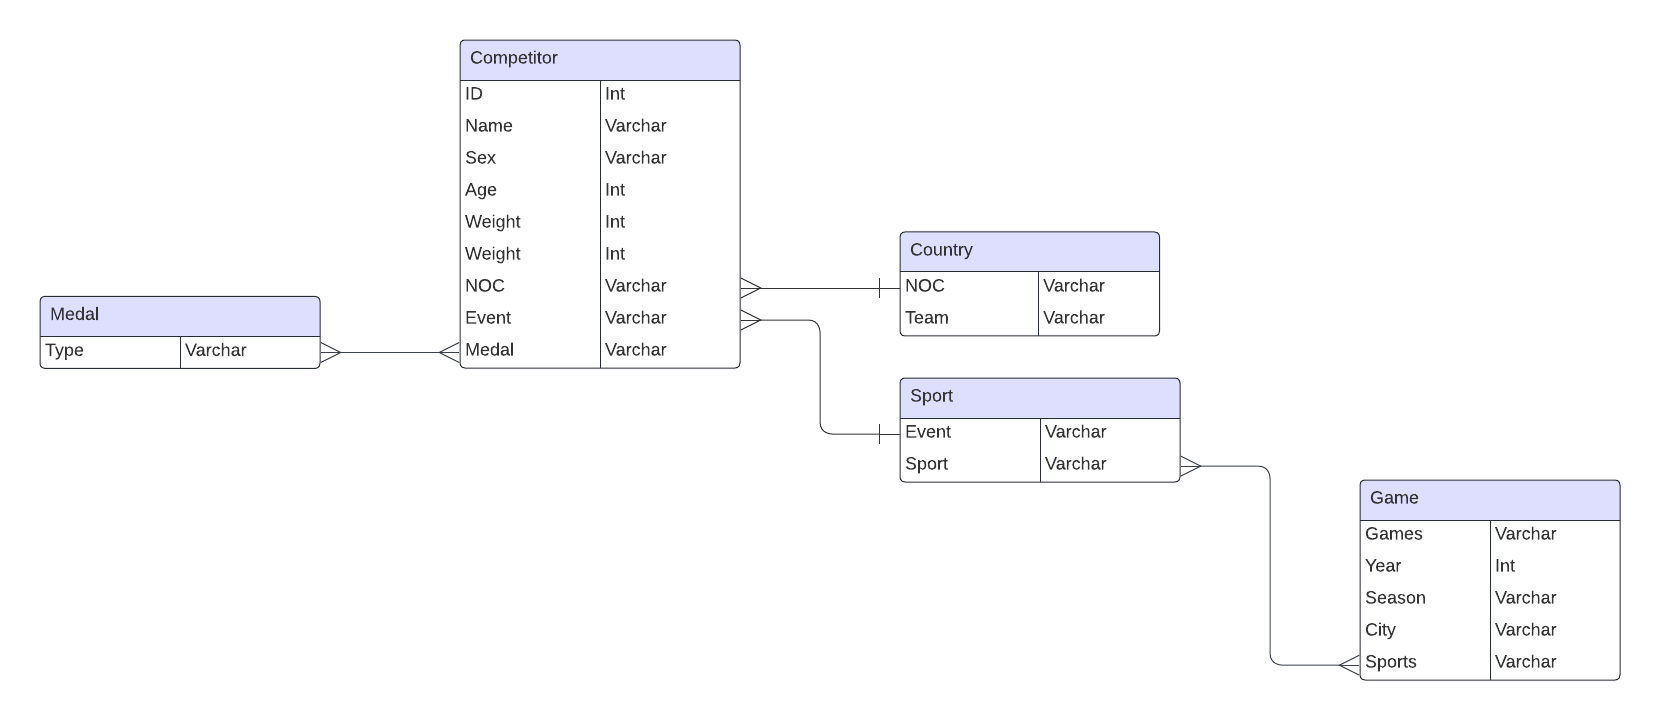 Competitor
ID Int
Name Varchar
Sex Varchar
Age Int
Weight Int
Weight Int
NOC Varchar
Event Varchar
Medal Varchar
Medal
Type Varchar
Country
NOC Varchar
Team Varchar
Sport
Event Varchar
Sport Varchar
Game
Games Varchar
Year Int
Season Varchar
City Varchar
Sports Varchar